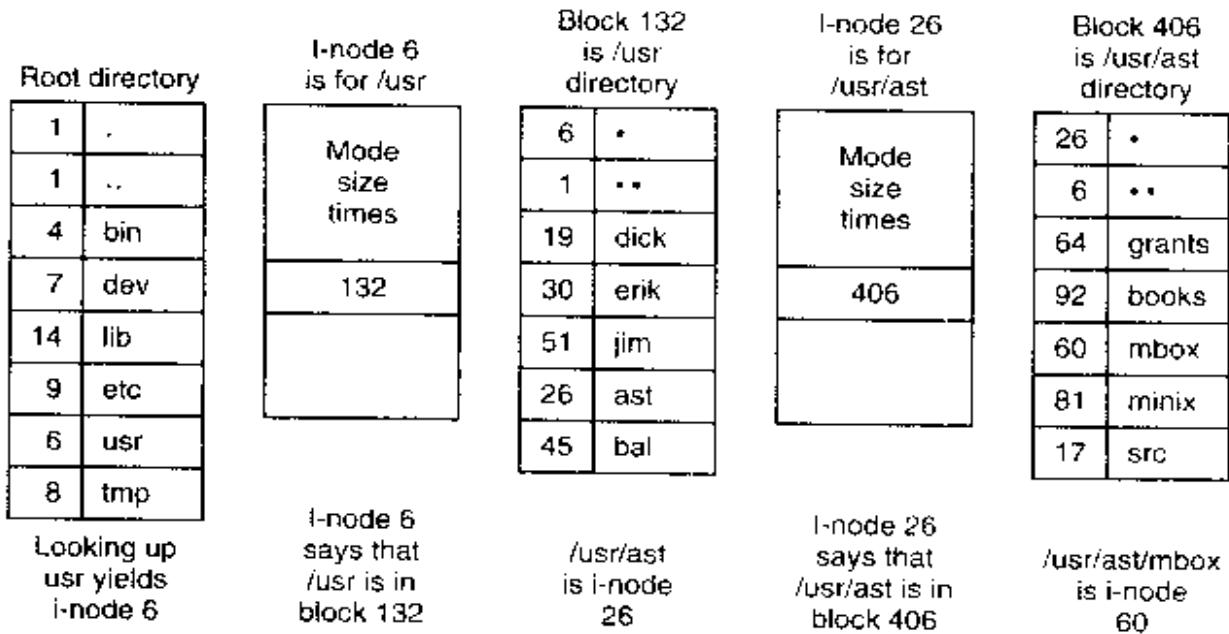 Root directory
1 .
1 ..
4 bin
7 dev
14 lib
9 etc
6 usr
8 tmp
Looking up
usr yields
i-node 6
I-node 6
is for /usr
Mode
size
times
132
I-node 6
says that
/usr is in
block 132
Block 132
is /usr
directory
6 •
1 ••
19 dick
30 erik
51 jim
26 ast
45 bal
/usr/ast
is i-node
26
I-node 26
is for
/usr/ast
Mode
size
times
406
I-node 26
says that
/usr/ast is in
block 406
Block 406
is /usr/ast
directory
26 •
6 ••
64 grants
92 books
60 mbox
81 minix
17 src
/usr/ast/mbox
is i-node
60